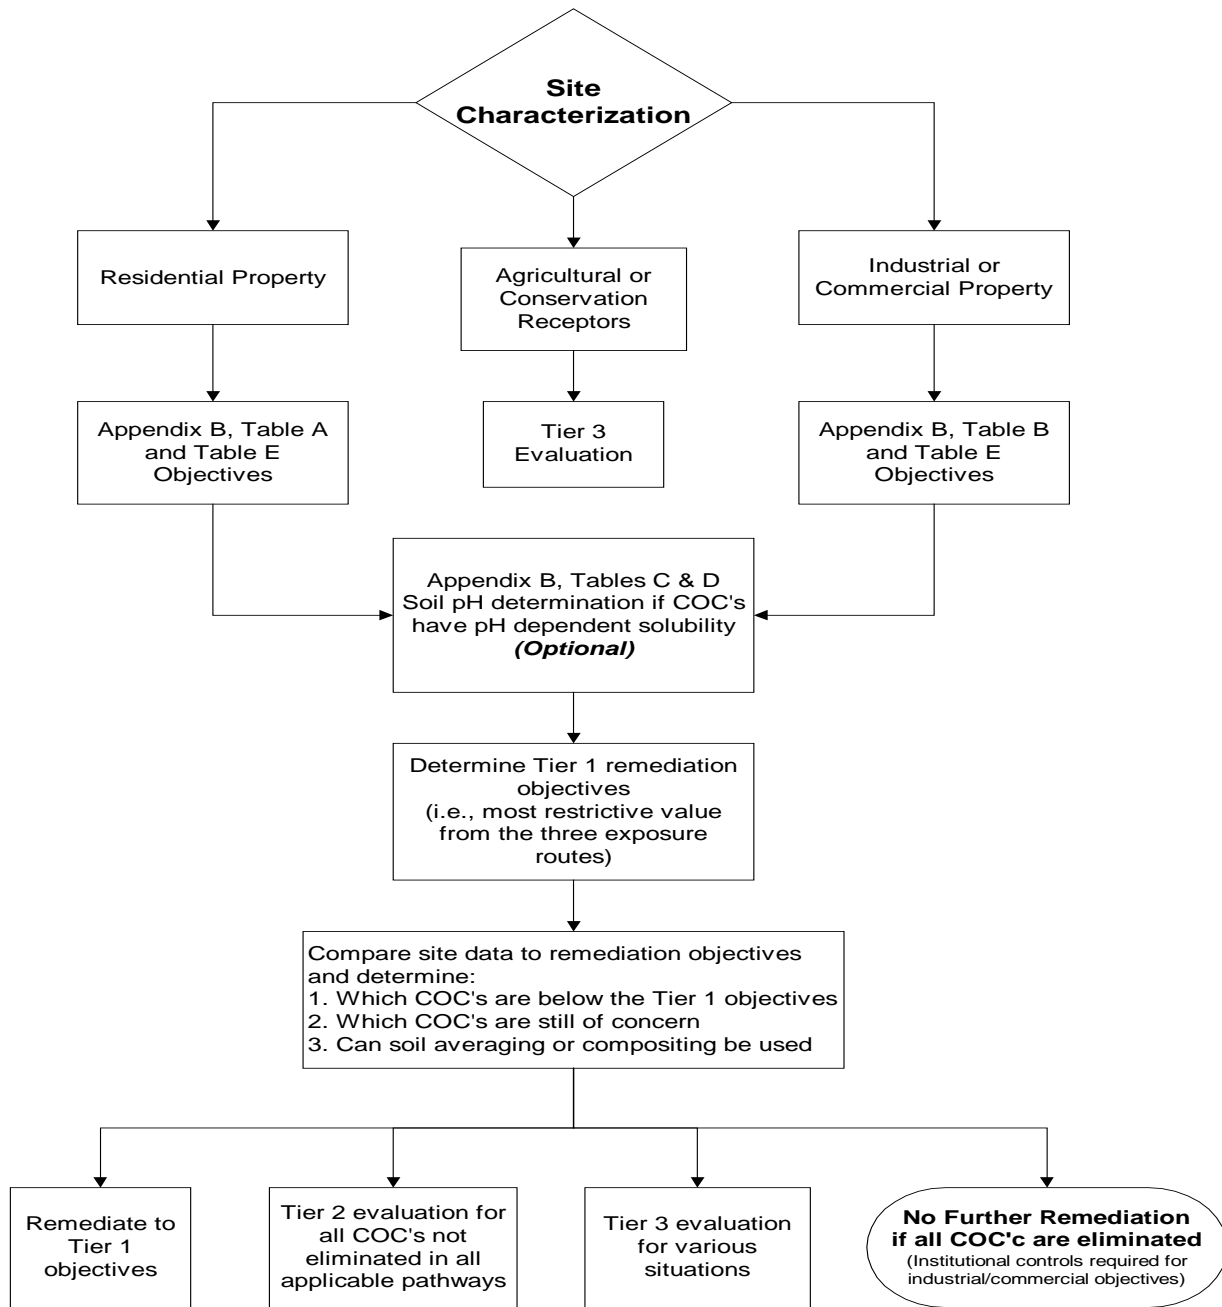 Site
Characterization
Residential Property
Agricultural or
Conservation
Receptors
Industrial or
Commercial Property
Appendix B, Table A
and Table E
Objectives
Tier 3
Evaluation
Appendix B, Table B
and Table E
Objectives
Appendix B, Tables C & D
Soil pH determination if COC's
have pH dependent solubility
(Optional)
Determine Tier 1 remediation
objectives
(i.e., most restrictive value
from the three exposure
routes)
Compare site data to remediation objectives
and determine:
1. Which COC's are below the Tier 1 objectives
2. Which COC's are still of concern
3. Can soil averaging or compositing be used
Remediate to
Tier 1
objectives
Tier 2 evaluation for
all COC's not
eliminated in all
applicable pathways
Tier 3 evaluation
for various
situations
No Further Remediation
if all COC'c are eliminated
(Institutional controls required for
industrial/commercial objectives)